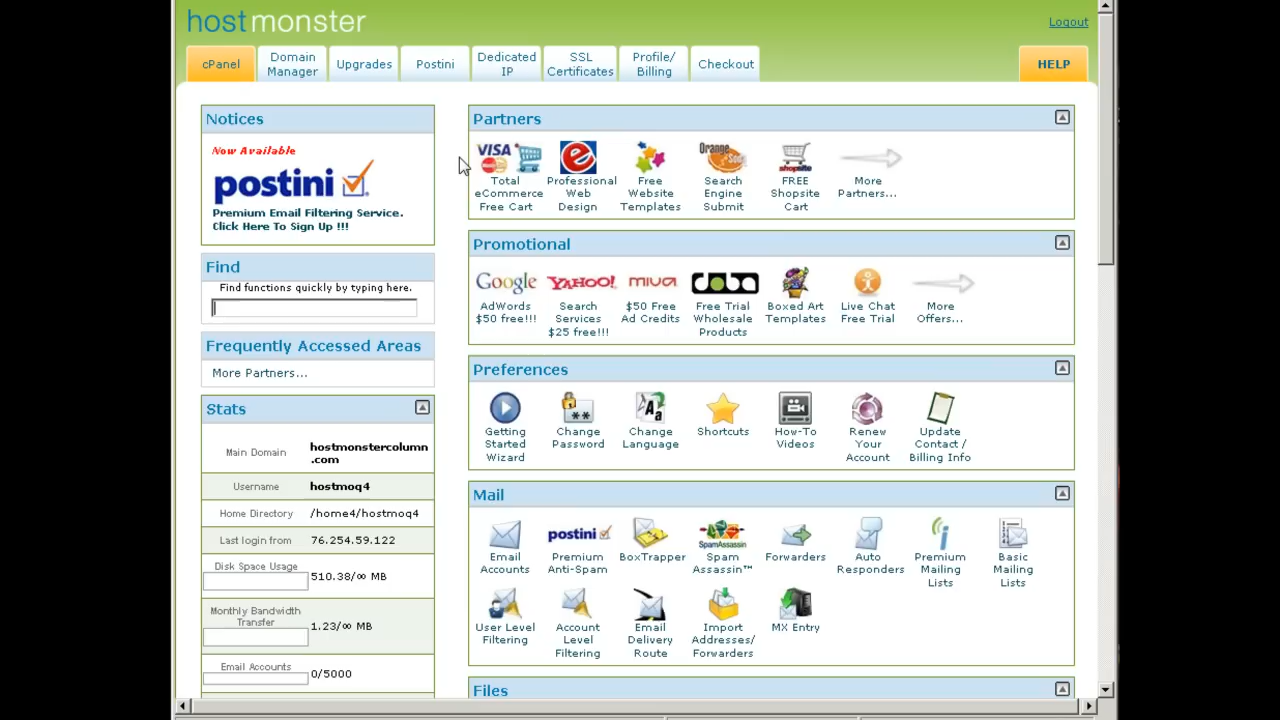 hostmonster
Logout
cPanel
Domain
Manager
Upgrades
Postini
Dedicated
IP
SSL
Certificates
Profile/
Billing
Checkout
HELP
Notices
Now Available
postini
Premium Email Filtering Service.
Click Here To Sign Up !!!
Find
Find functions quickly by typing here.
Frequently Accessed Areas
More Partners...
Stats
Main Domain
hostmonstercolumn
.com
Username
hostmoq4
Home Directory
/home4/hostmoq4
Last login from
76.254.59.122
Disk Space Usage
510.38/∞ MB
Monthly Bandwidth
Transfer
1.23/∞ MB
Email Accounts
0/5000
Partners
VISA
Total
eCommerce
Free Cart
Professional
Web
Design
Free
Website
Templates
Orange
Soda
Search
Engine
Submit
shopsite
FREE
Shopsite
Cart
More
Partners...
Promotional
Google
AdWords
$50 free!!!
YAHOO!
Search
Services
$25 free!!!
MIVA
$50 Free
Ad Credits
doba
Free Trial
Wholesale
Products
Boxed Art
Templates
Live Chat
Free Trial
More
Offers...
Preferences
Getting
Started
Wizard
Change
Password
Change
Language
Shortcuts
How-To
Videos
Renew
Your
Account
Update
Contact /
Billing Info
Mail
Email
Accounts
postini
Premium
Anti-Spam
BoxTrapper
SpamAssassin
Spam
Assassin™
Forwarders
Auto
Responders
Premium
Mailing
Lists
Basic
Mailing
Lists
User Level
Filtering
Account
Level
Filtering
Email
Delivery
Route
Import
Addresses/
Forwarders
MX Entry
Files